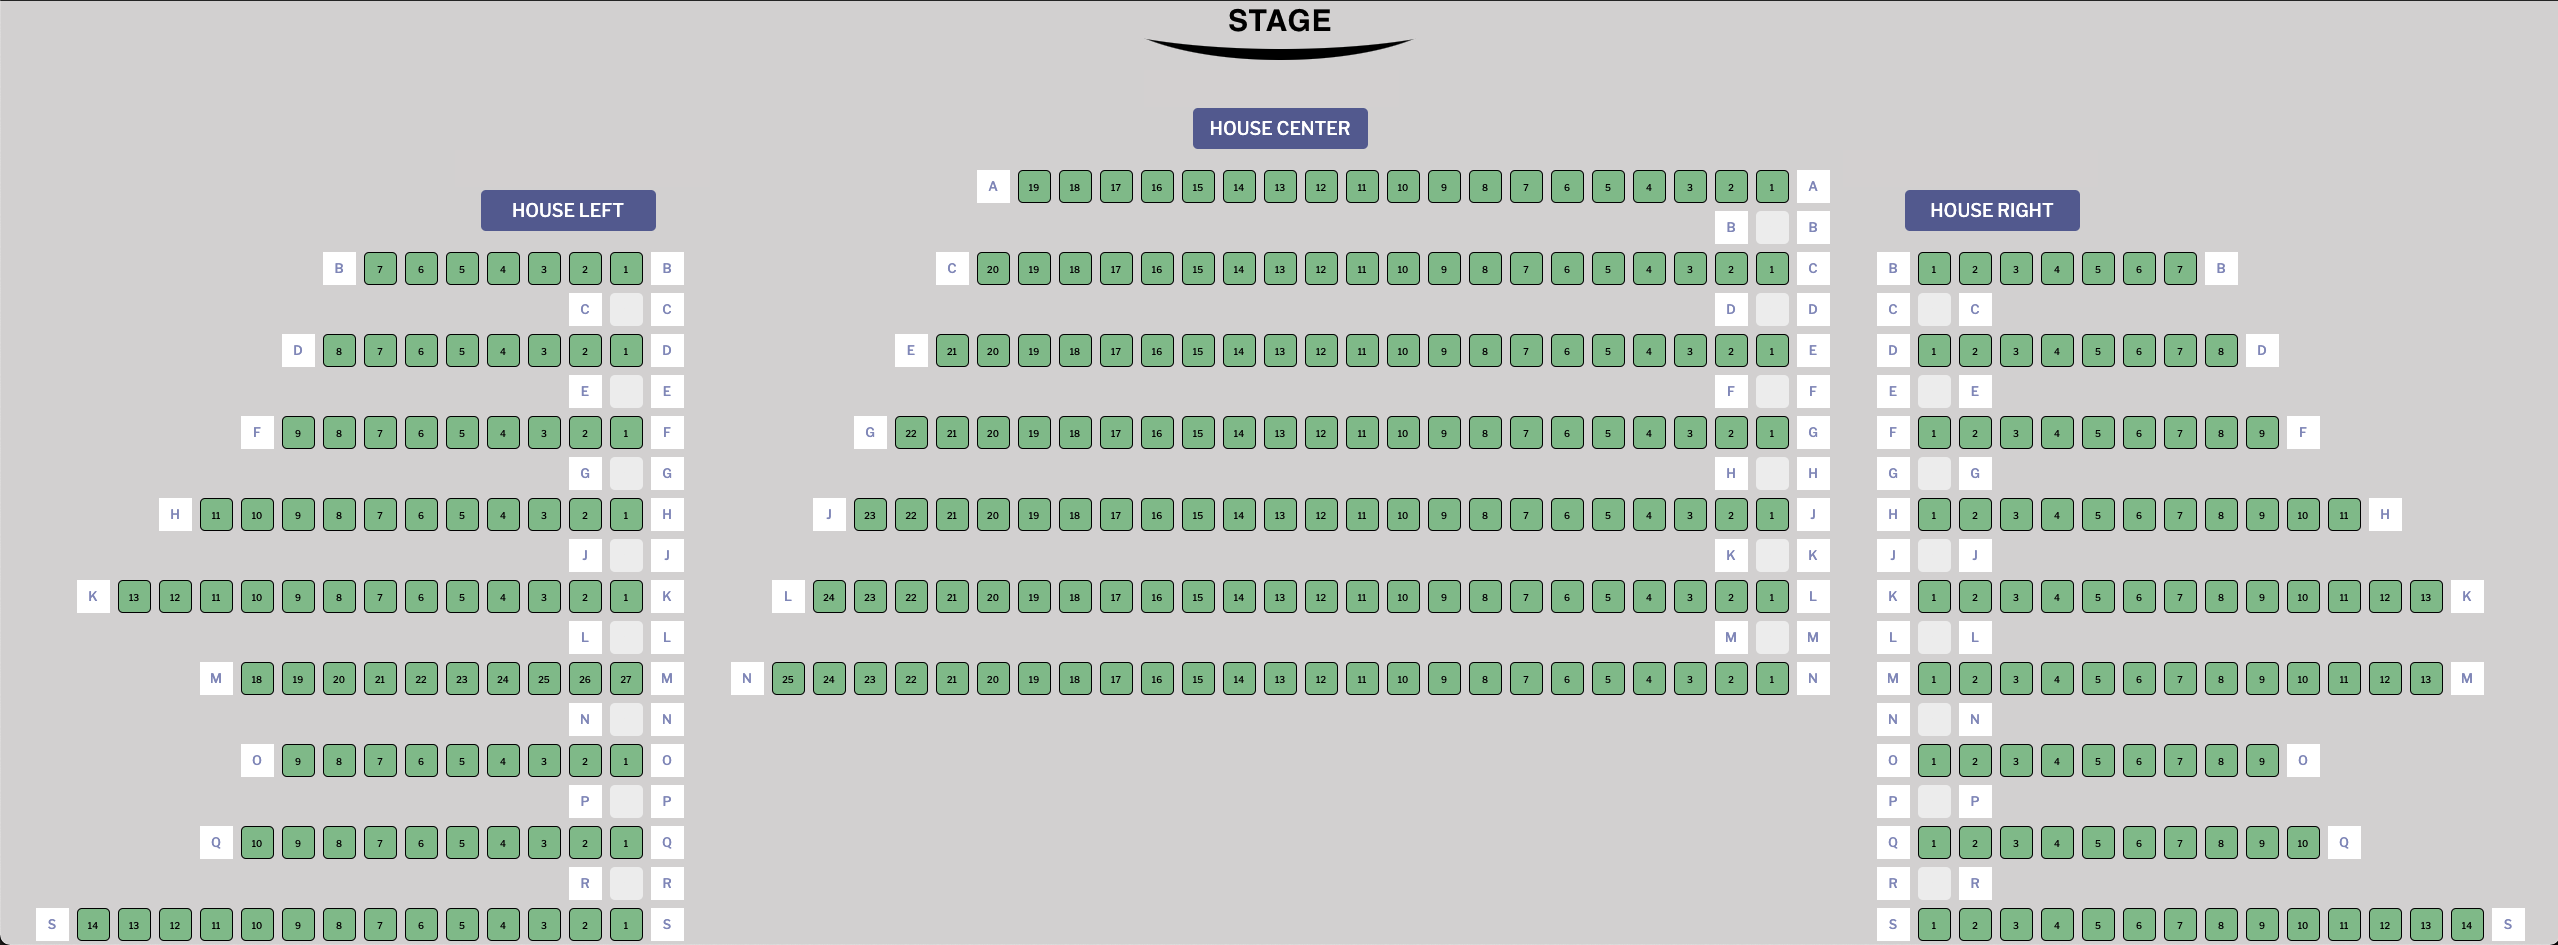 STAGE
HOUSE CENTER
A 19 18 17 16 15 14 13 12 11 10 9 8 7 6 5 4 3 2 1 A
HOUSE LEFT
HOUSE RIGHT
B B
B 7 6 5 4 3 2 1 B C 20 19 18 17 16 15 14 13 12 11 10 9 8 7 6 5 4 3 2 1 C B 1 2 3 4 5 6 7 B
C C D D C C
D 8 7 6 5 4 3 2 1 D E 21 20 19 18 17 16 15 14 13 12 11 10 9 8 7 6 5 4 3 2 1 E D 1 2 3 4 5 6 7 8 D
E E F F E E
F 9 8 7 6 5 4 3 2 1 F G 22 21 20 19 18 17 16 15 14 13 12 11 10 9 8 7 6 5 4 3 2 1 G F 1 2 3 4 5 6 7 8 9 F
G G H H G G
H 11 10 9 8 7 6 5 4 3 2 1 H J 23 22 21 20 19 18 17 16 15 14 13 12 11 10 9 8 7 6 5 4 3 2 1 J H 1 2 3 4 5 6 7 8 9 10 11 H
J J K K J J
K 13 12 11 10 9 8 7 6 5 4 3 2 1 K L 24 23 22 21 20 19 18 17 16 15 14 13 12 11 10 9 8 7 6 5 4 3 2 1 L K 1 2 3 4 5 6 7 8 9 10 11 12 13 K
L L M M L L
M 18 19 20 21 22 23 24 25 26 27 M N 25 24 23 22 21 20 19 18 17 16 15 14 13 12 11 10 9 8 7 6 5 4 3 2 1 N M 1 2 3 4 5 6 7 8 9 10 11 12 13 M
N N N N
O 9 8 7 6 5 4 3 2 1 O O 1 2 3 4 5 6 7 8 9 O
P P P P
Q 10 9 8 7 6 5 4 3 2 1 Q Q 1 2 3 4 5 6 7 8 9 10 Q
R R R R
S 14 13 12 11 10 9 8 7 6 5 4 3 2 1 S S 1 2 3 4 5 6 7 8 9 10 11 12 13 14 S